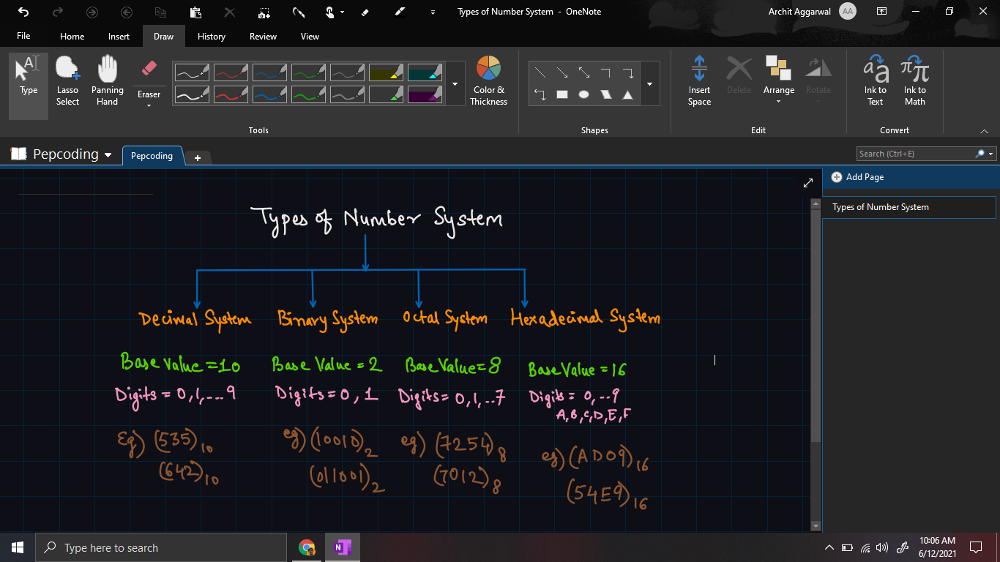 Types of Number System - OneNote
Archit Aggarwal AA
File Home Insert Draw History Review View
Type
Lasso Select
Panning Hand
Eraser
Color & Thickness
Insert Space
Delete
Arrange
Rotate
Ink to Text
Ink to Math
Tools Shapes Edit Convert
Pepcoding
Pepcoding
Search (Ctrl+E)
Add Page
Types of Number System
Types of Number System
Decimal System Binary System Octal System Hexadecimal System
Base Value = 10 Base Value = 2 Base Value = 8 Base Value = 16
Digits = 0,1,...9 Digits = 0, 1 Digits = 0,1,..7 Digits = 0,..9
A,B,C,D,E,F
Eg) (535)10 eg) (10010)2 eg) (7254)8 eg) (AD09)16
(642)10 (011001)2 (7012)8 (54E9)16
Type here to search
N
10:06 AM
6/12/2021